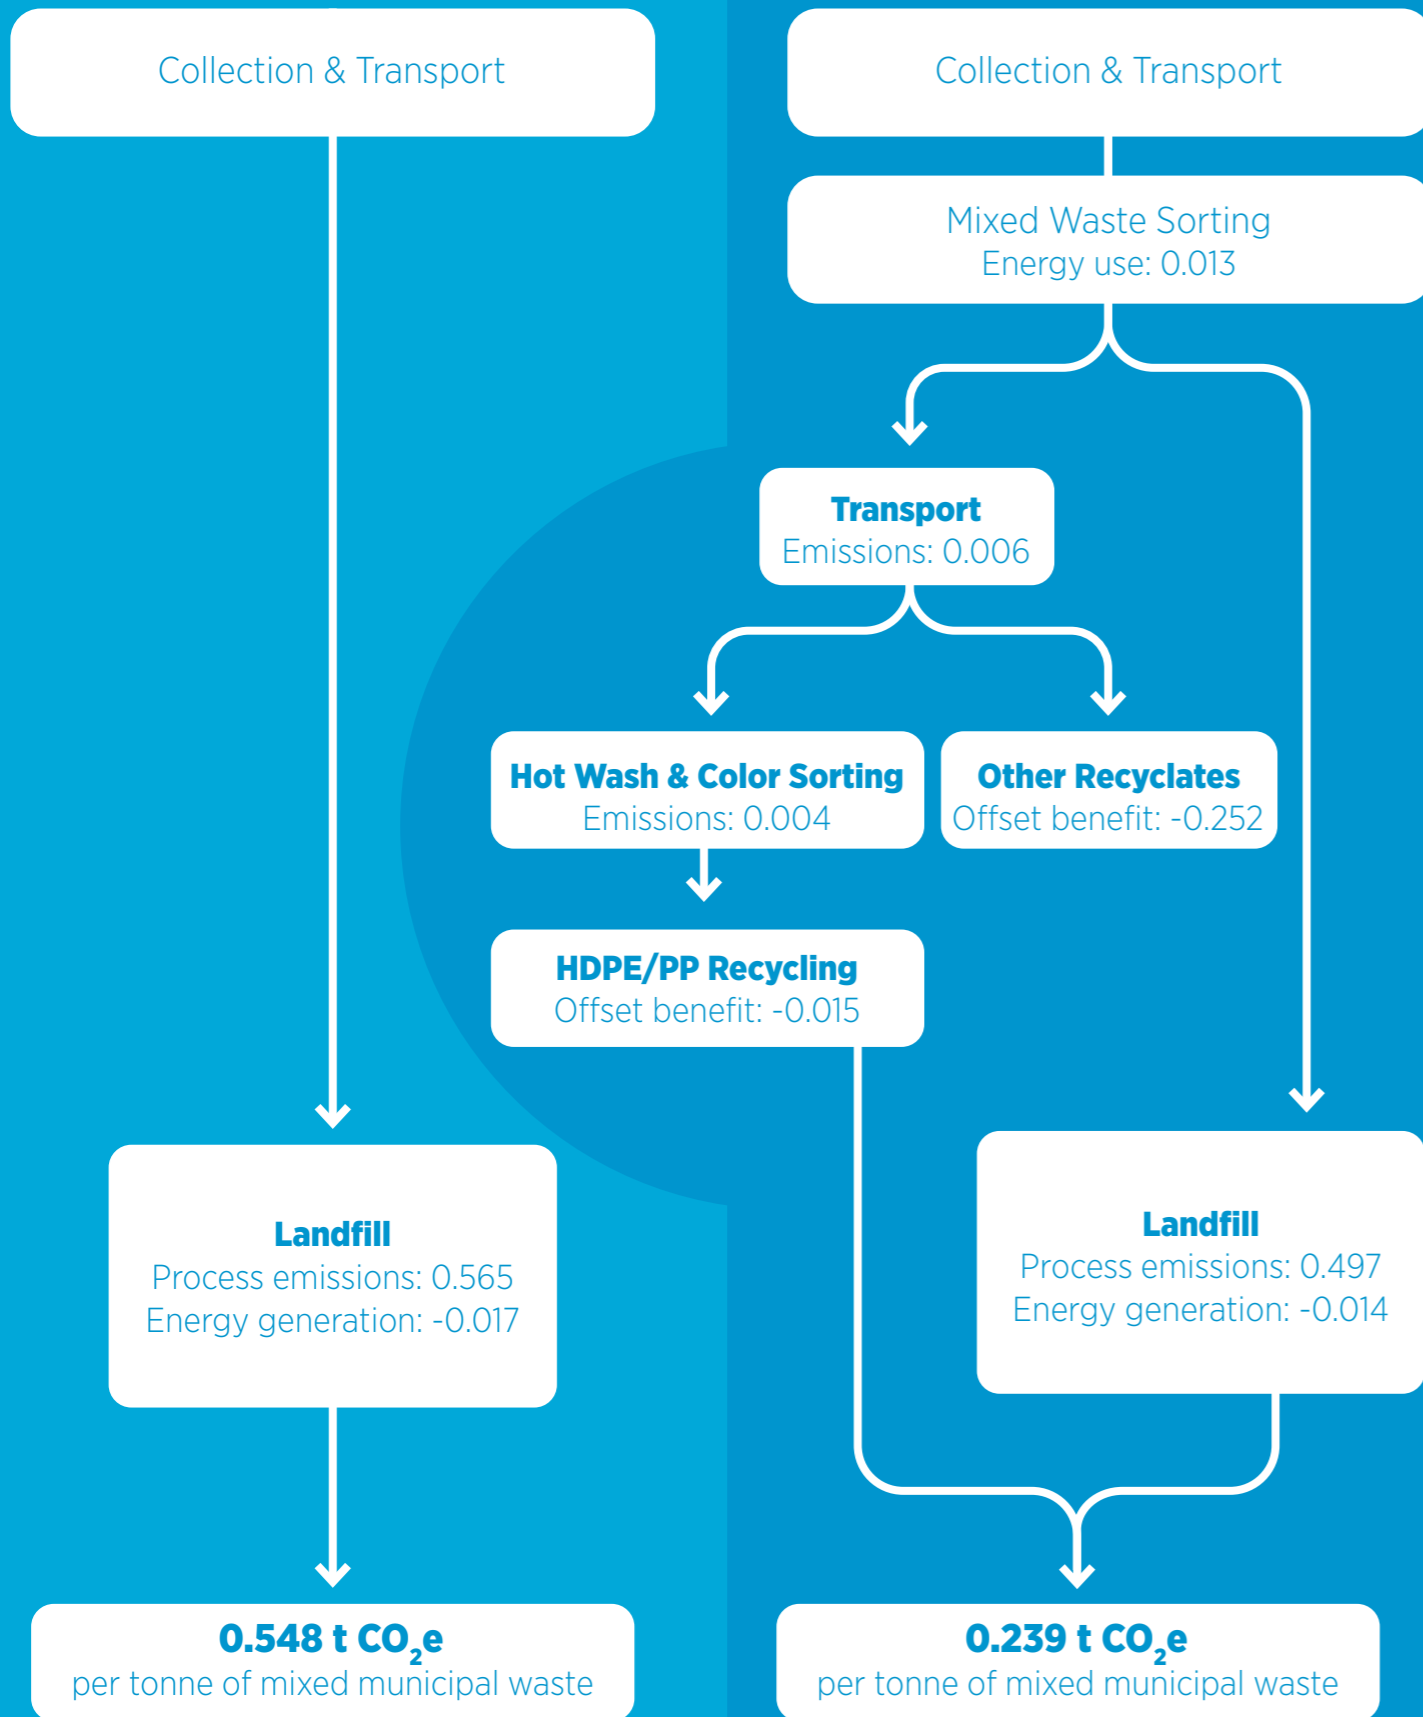 Collection & Transport
Collection & Transport
Mixed Waste Sorting
Energy use: 0.013
Transport
Emissions: 0.006
Hot Wash & Color Sorting
Emissions: 0.004
Other Recyclates
Offset benefit: -0.252
HDPE/PP Recycling
Offset benefit: -0.015
Landfill
Process emissions: 0.565
Energy generation: -0.017
Landfill
Process emissions: 0.497
Energy generation: -0.014
0.548 t CO₂e
per tonne of mixed municipal waste
0.239 t CO₂e
per tonne of mixed municipal waste